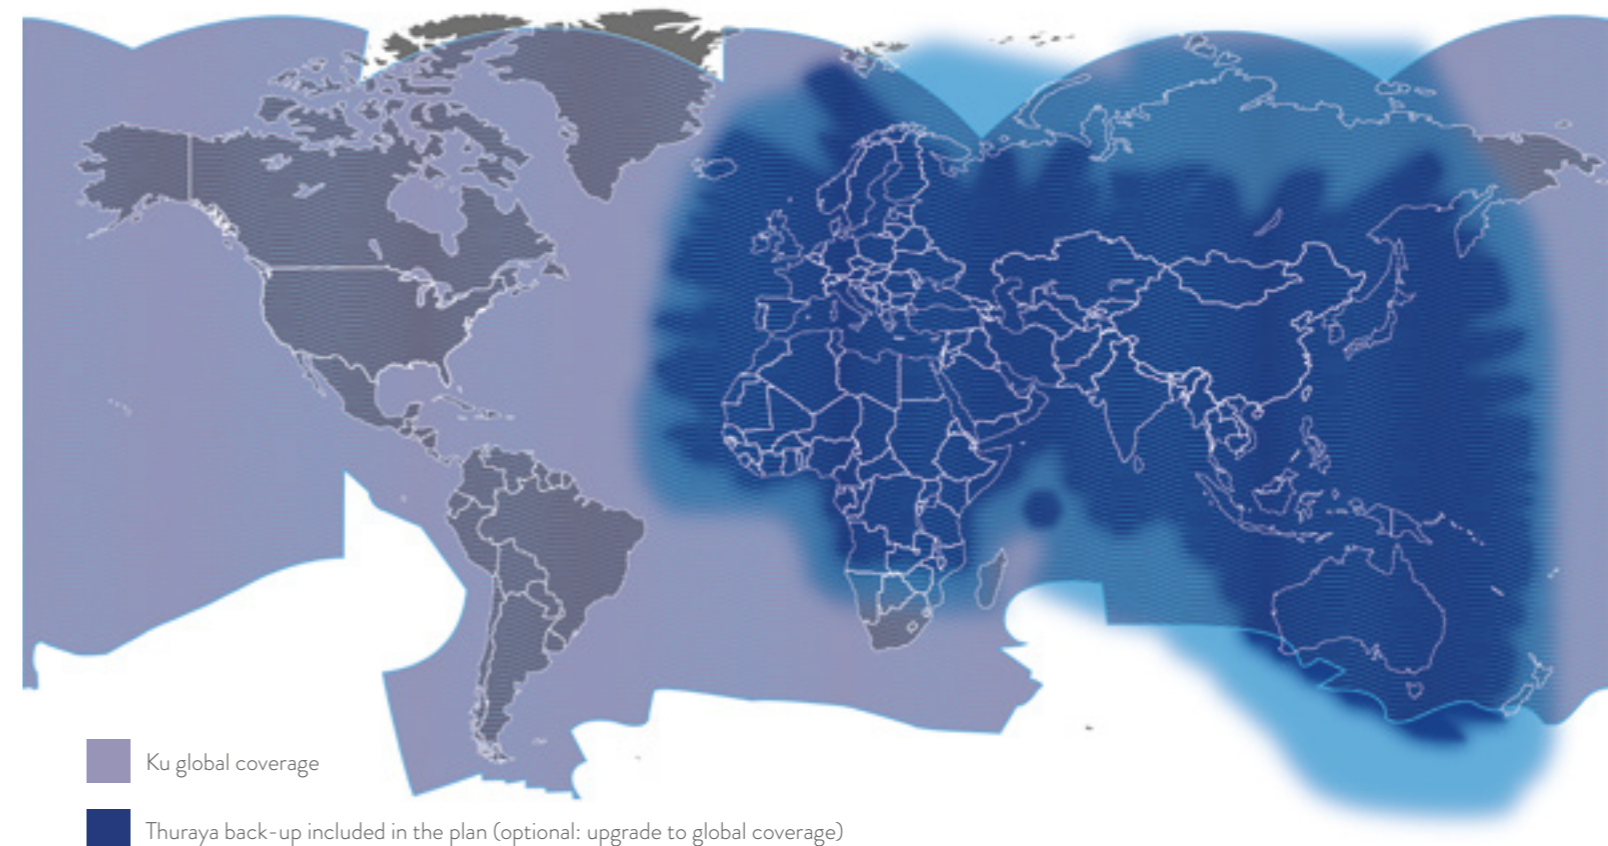 Ku global coverage
Thuraya back-up included in the plan (optional: upgrade to global coverage)